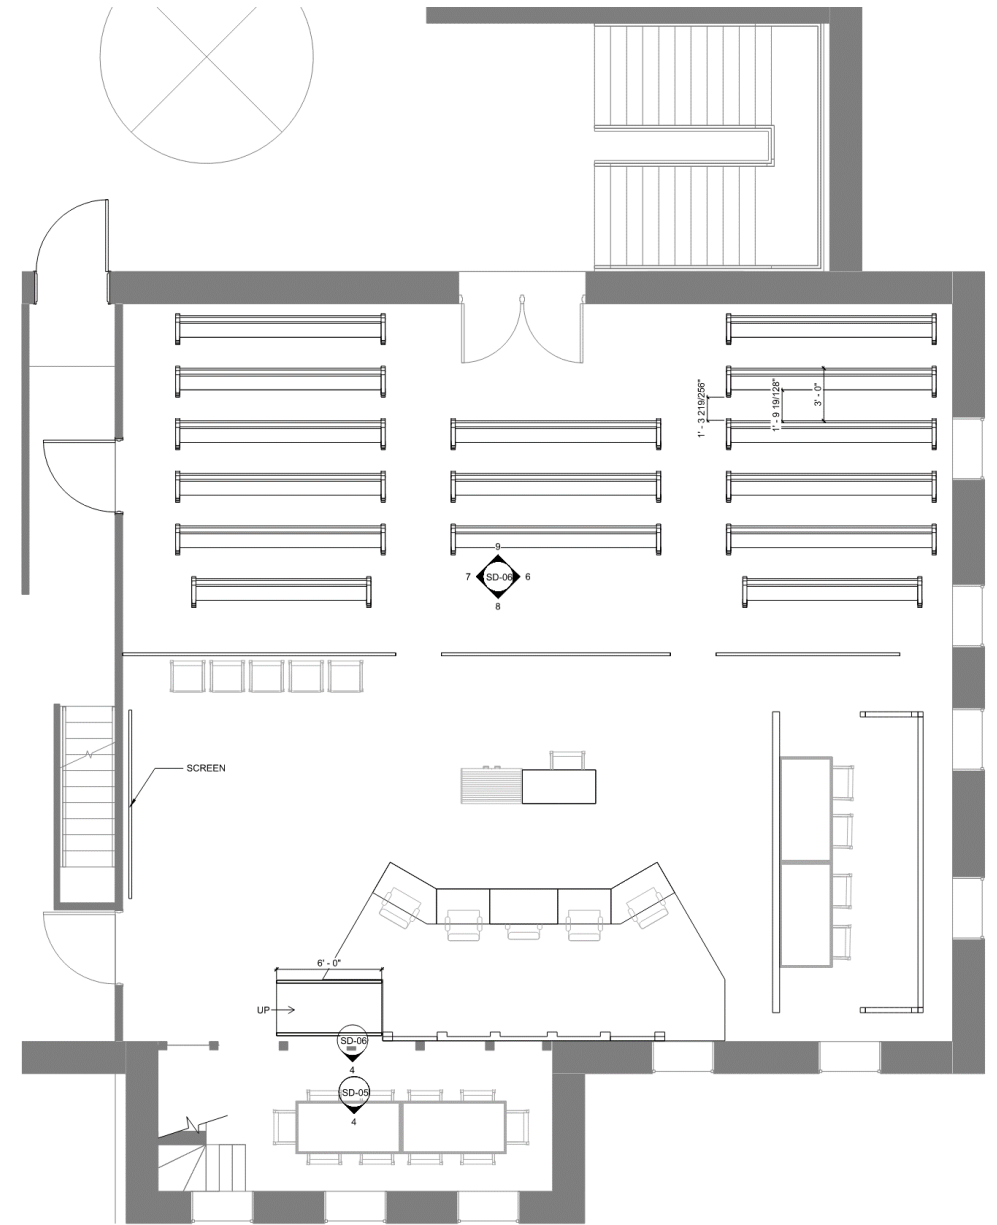 1' - 3 219/256"
1' - 9 19/128"
3' - 0"
9
7 SD-06 6
8
SCREEN
6' - 0"
UP
SD-06
4
SD-05
4